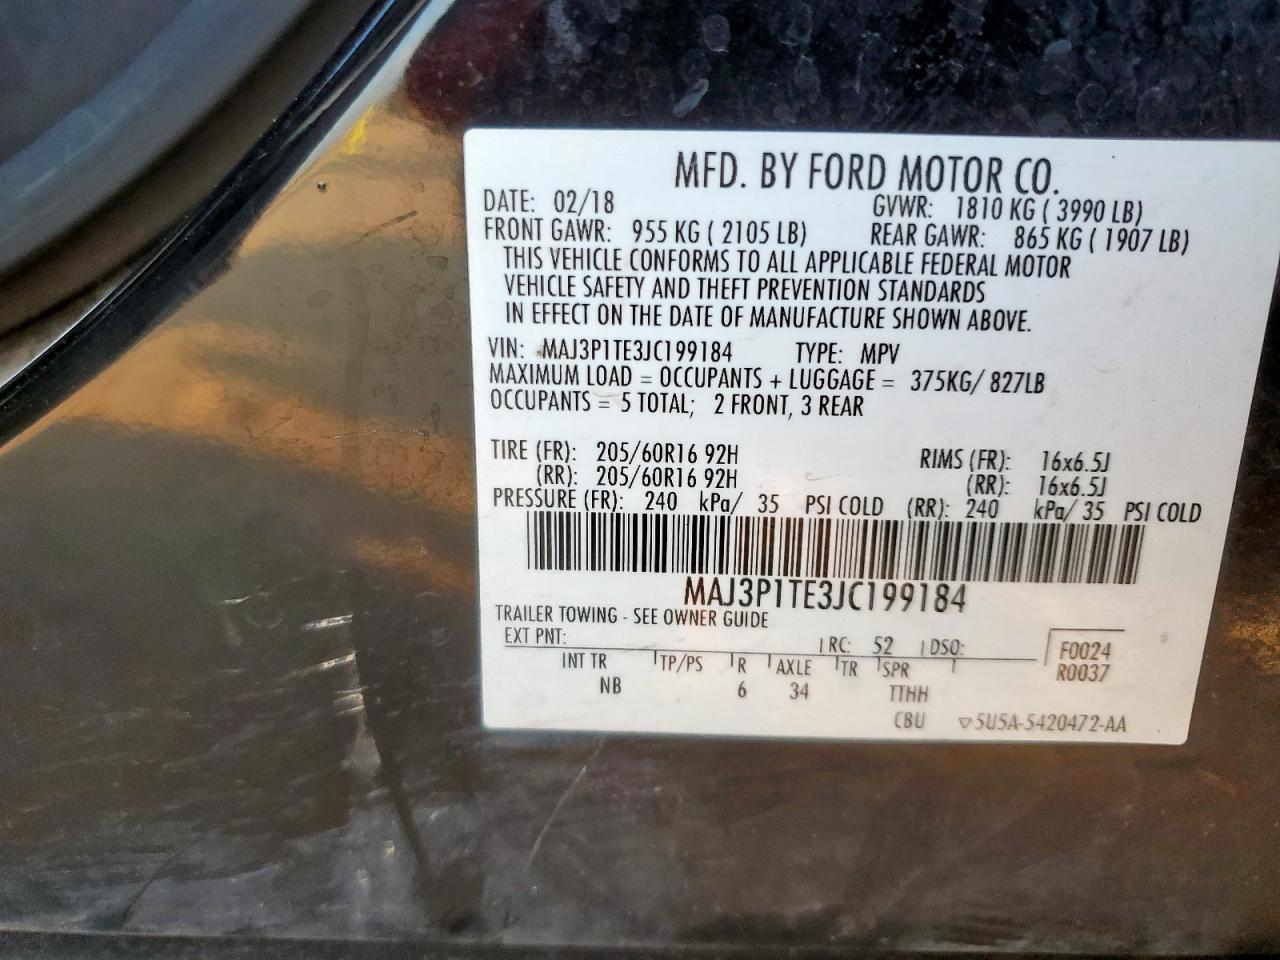 MFD. BY FORD MOTOR CO.
DATE: 02/18 GVWR: 1810 KG ( 3990 LB)
FRONT GAWR: 955 KG ( 2105 LB) REAR GAWR: 865 KG ( 1907 LB)
THIS VEHICLE CONFORMS TO ALL APPLICABLE FEDERAL MOTOR
VEHICLE SAFETY AND THEFT PREVENTION STANDARDS
IN EFFECT ON THE DATE OF MANUFACTURE SHOWN ABOVE.
VIN: MAJ3P1TE3JC199184 TYPE: MPV
MAXIMUM LOAD = OCCUPANTS + LUGGAGE = 375KG/ 827LB
OCCUPANTS = 5 TOTAL; 2 FRONT, 3 REAR
TIRE (FR): 205/60R16 92H RIMS (FR): 16x6.5J
(RR): 205/60R16 92H (RR): 16x6.5J
PRESSURE (FR): 240 kPa/ 35 PSI COLD (RR): 240 kPa/ 35 PSI COLD
MAJ3P1TE3JC199184
TRAILER TOWING - SEE OWNER GUIDE
EXT PNT: RC: 52 DSO: F0024
R0037
INT TR TP/PS R AXLE TR SPR
NB 6 34 TTHH
CBU 5U5A-5420472-AA